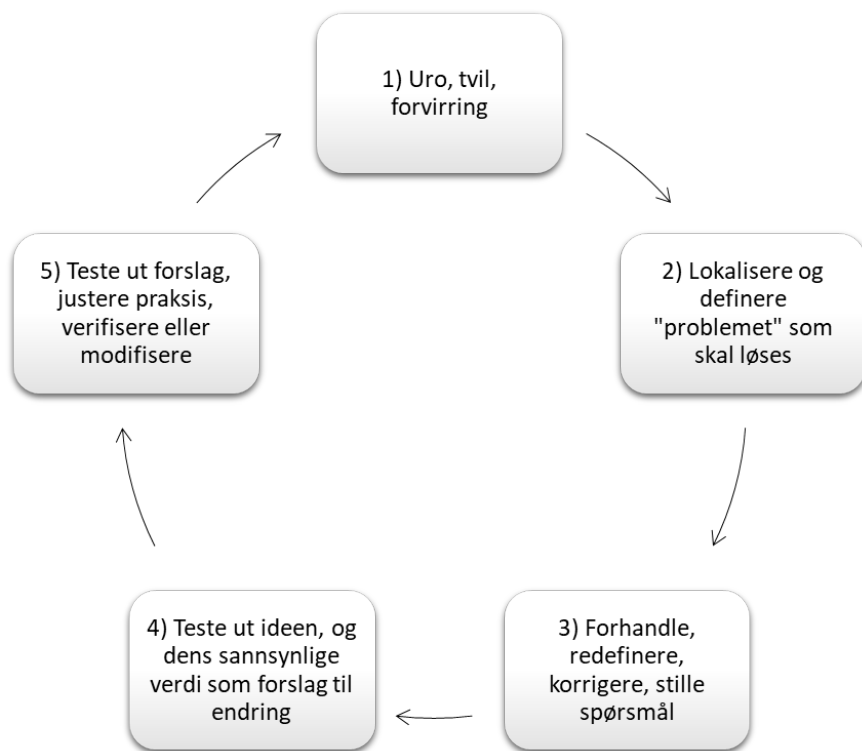 1) Uro, tvil,
forvirring
2) Lokalisere og
definere
"problemet" som
skal løses
3) Forhandle,
redefinere,
korrigere, stille
spørsmål
4) Teste ut ideen, og
dens sannsynlige
verdi som forslag til
endring
5) Teste ut forslag,
justere praksis,
verifisere eller
modifisere